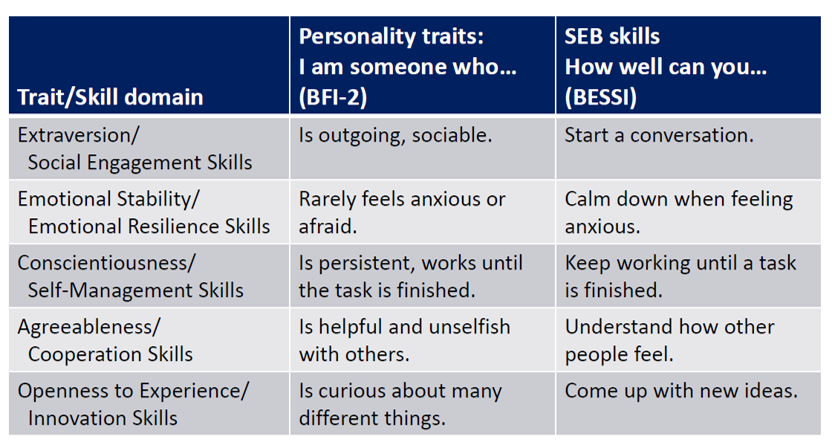 Trait/Skill domain
Personality traits:
I am someone who…
(BFI-2)
SEB skills
How well can you…
(BESSI)
Extraversion/
Social Engagement Skills
Is outgoing, sociable.
Start a conversation.
Emotional Stability/
Emotional Resilience Skills
Rarely feels anxious or
afraid.
Calm down when feeling
anxious.
Conscientiousness/
Self-Management Skills
Is persistent, works until
the task is finished.
Keep working until a task
is finished.
Agreeableness/
Cooperation Skills
Is helpful and unselfish
with others.
Understand how other
people feel.
Openness to Experience/
Innovation Skills
Is curious about many
different things.
Come up with new ideas.